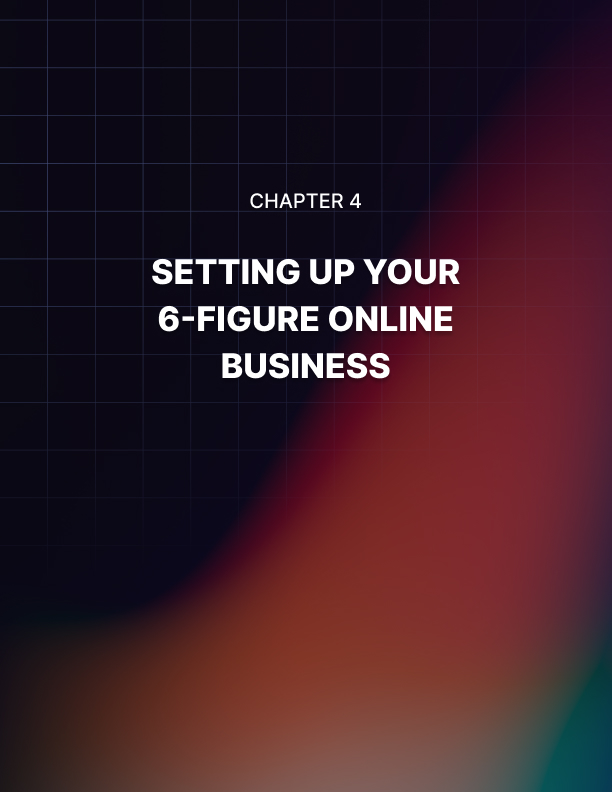 CHAPTER 4
SETTING UP YOUR
6-FIGURE ONLINE
BUSINESS